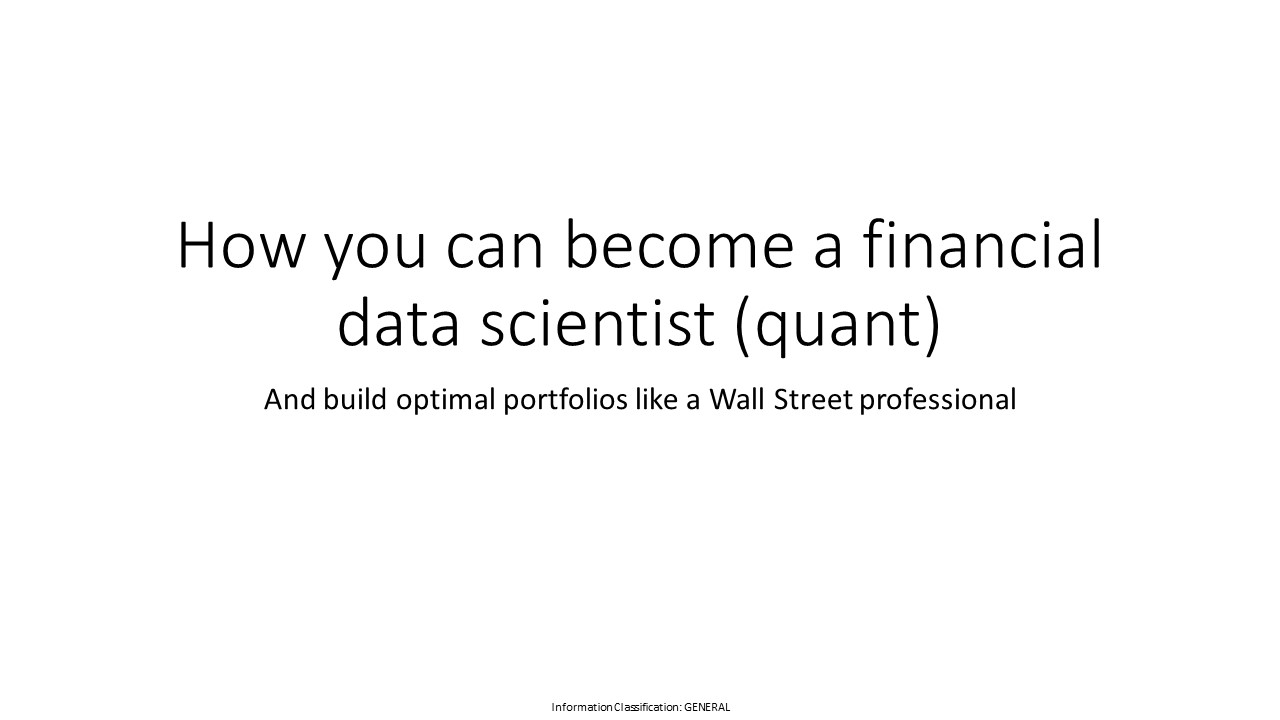 How you can become a financial
data scientist (quant)
And build optimal portfolios like a Wall Street professional
Information Classification: GENERAL